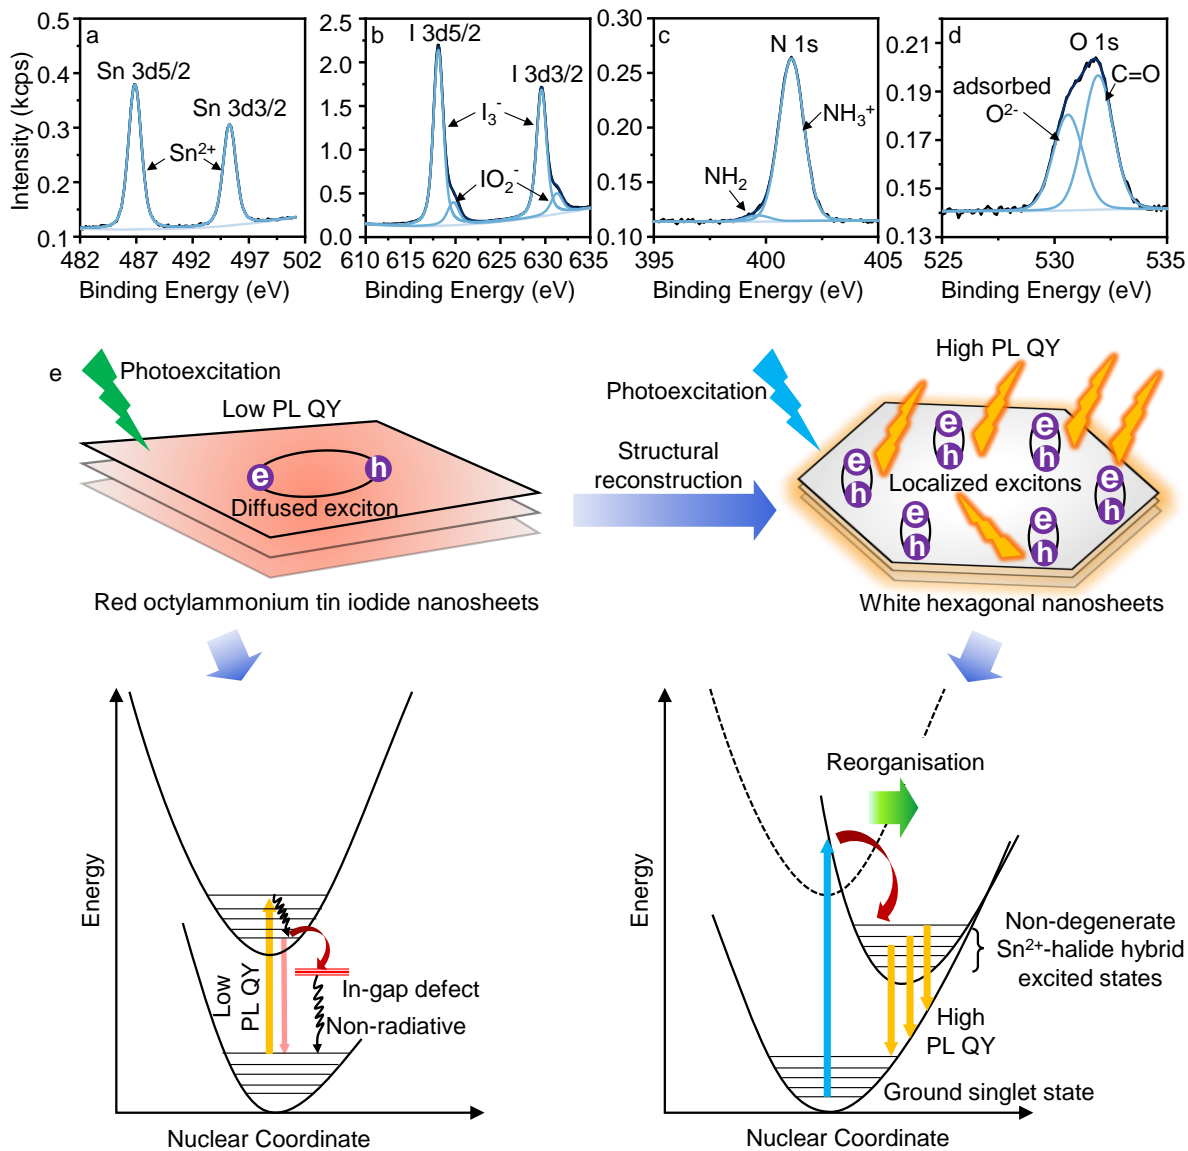 a
Sn 3d5/2
Sn 3d3/2
Sn²⁺
0.5
0.4
0.3
0.2
0.1
482 487 492 497 502
Intensity (kcps)
Binding Energy (eV)
b
I 3d5/2
I 3d3/2
I₃⁻
IO₂⁻
2.5
2.0
1.5
1.0
0.5
0.0
610 615 620 625 630 635
Binding Energy (eV)
c
N 1s
NH₃⁺
NH₂
0.30
0.25
0.20
0.15
0.10
395 400 405
Binding Energy (eV)
d
O 1s
C=O
adsorbed
O²⁻
0.21
0.19
0.17
0.15
0.13
525 530 535
Binding Energy (eV)
e
Photoexcitation
Low PL QY
e h
Diffused exciton
Red octylammonium tin iodide nanosheets
Structural
reconstruction
High PL QY
Photoexcitation
e
h
e
h
e
h
e
h
Localized excitons
e
h
e
h
White hexagonal nanosheets
Energy
Low
PL QY
In-gap defect
Non-radiative
Nuclear Coordinate
Reorganisation
Energy
Non-degenerate
Sn²⁺-halide hybrid
excited states
High
PL QY
Ground singlet state
Nuclear Coordinate